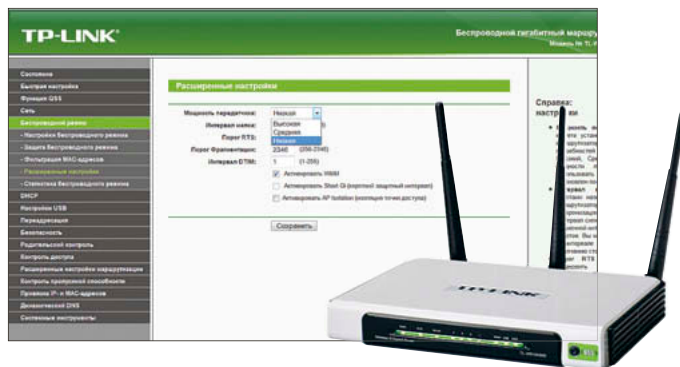 TP-LINK
Беспроводной гигабитный маршру
Модель № TL-
Состояние
Быстрая настройка
Функция QSS
Сеть
Беспроводной режим
- Настройки беспроводного режима
- Защита беспроводного режима
- Фильтрация MAC-адресов
- Расширенные настройки
- Статистика беспроводного режима
DHCP
Настройки USB
Переадресация
Безопасность
Родительский контроль
Контроль доступа
Расширенные настройки маршрутизации
Контроль пропускной способности
Привязка IP- и MAC-адресов
Динамический DNS
Системные инструменты
Расширенные настройки
Мощность передатчика: Низкая
Высокая
Средняя
Низкая
Интервал маяка:
Порог RTS:
Порог Фрагментации: 2346 (256-2346)
Интервал DTIM: 1 (1-255)
Активировать WMM
Активировать Short GI (короткий защитный интервал)
Активировать AP Isolation (изоляция точки доступа)
Сохранить
Справка:
TP-LINK